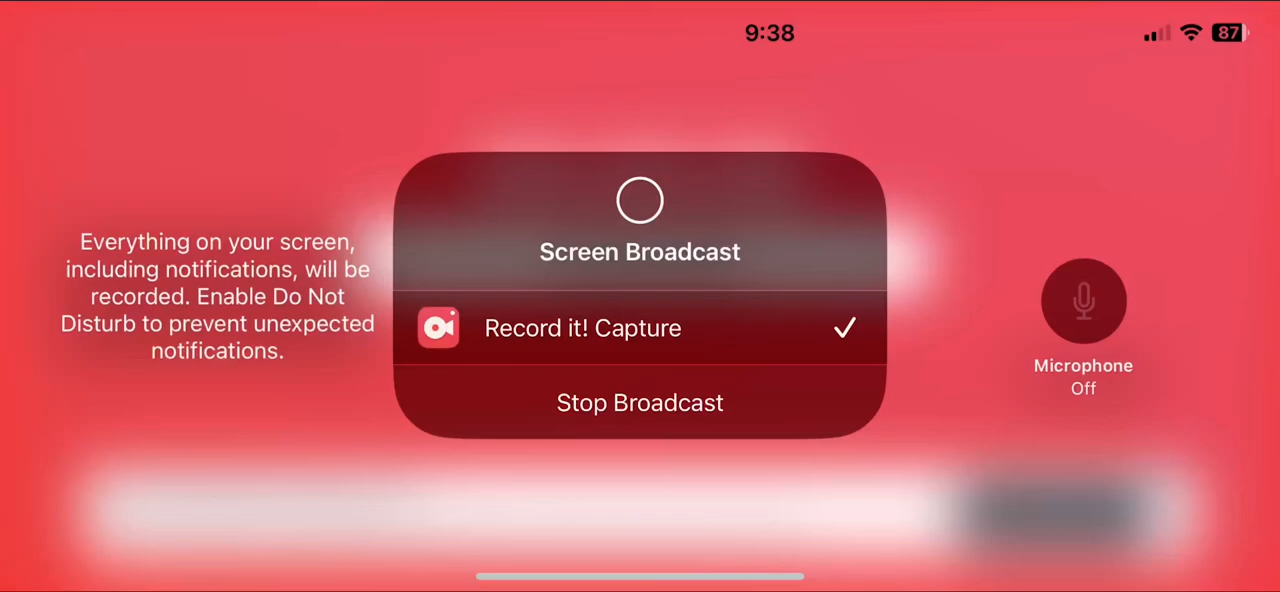 9:38
87
Everything on your screen,
including notifications, will be
recorded. Enable Do Not
Disturb to prevent unexpected
notifications.
Screen Broadcast
Record it! Capture
Stop Broadcast
Microphone
Off